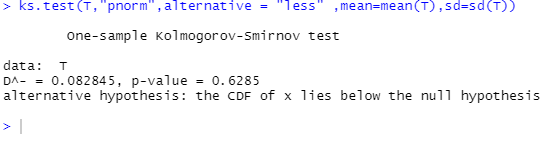 > ks.test(T,"pnorm",alternative = "less" ,mean=mean(T),sd=sd(T))
One-sample Kolmogorov-Smirnov test
data:  T
D^- = 0.082845, p-value = 0.6285
alternative hypothesis: the CDF of x lies below the null hypothesis
>